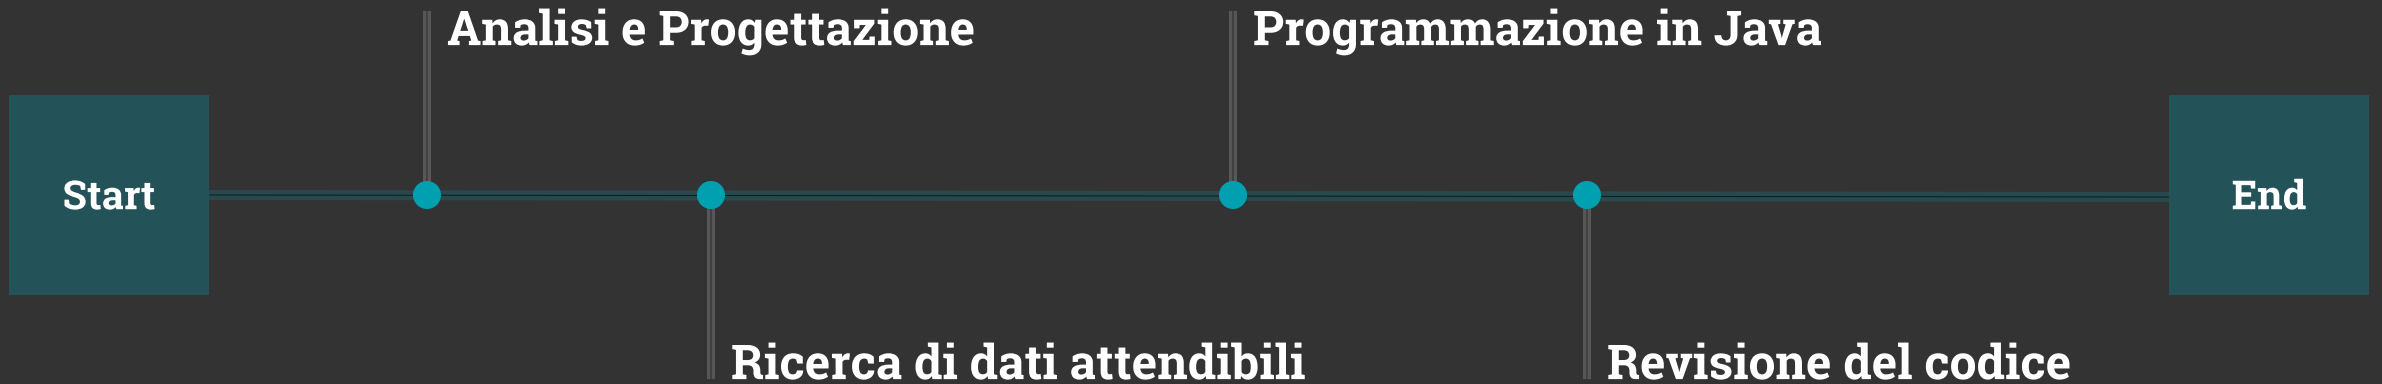 Analisi e Progettazione
Programmazione in Java
Start
End
Ricerca di dati attendibili
Revisione del codice